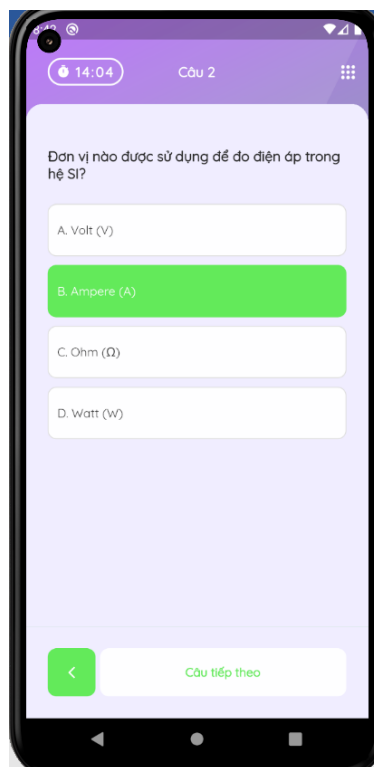 14:04
Câu 2
Đơn vị nào được sử dụng để đo điện áp trong
hệ SI?
A. Volt (V)
B. Ampere (A)
C. Ohm (Ω)
D. Watt (W)
Câu tiếp theo